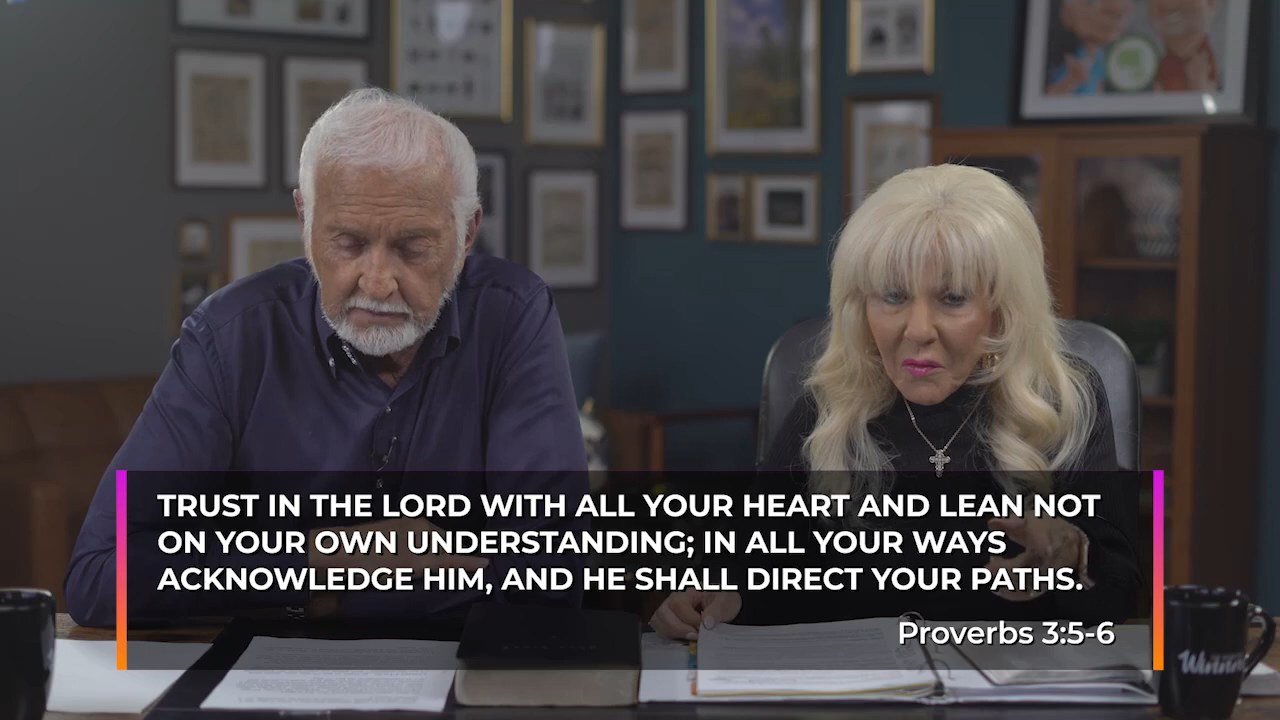 TRUST IN THE LORD WITH ALL YOUR HEART AND LEAN NOT
ON YOUR OWN UNDERSTANDING; IN ALL YOUR WAYS
ACKNOWLEDGE HIM, AND HE SHALL DIRECT YOUR PATHS.
Proverbs 3:5-6